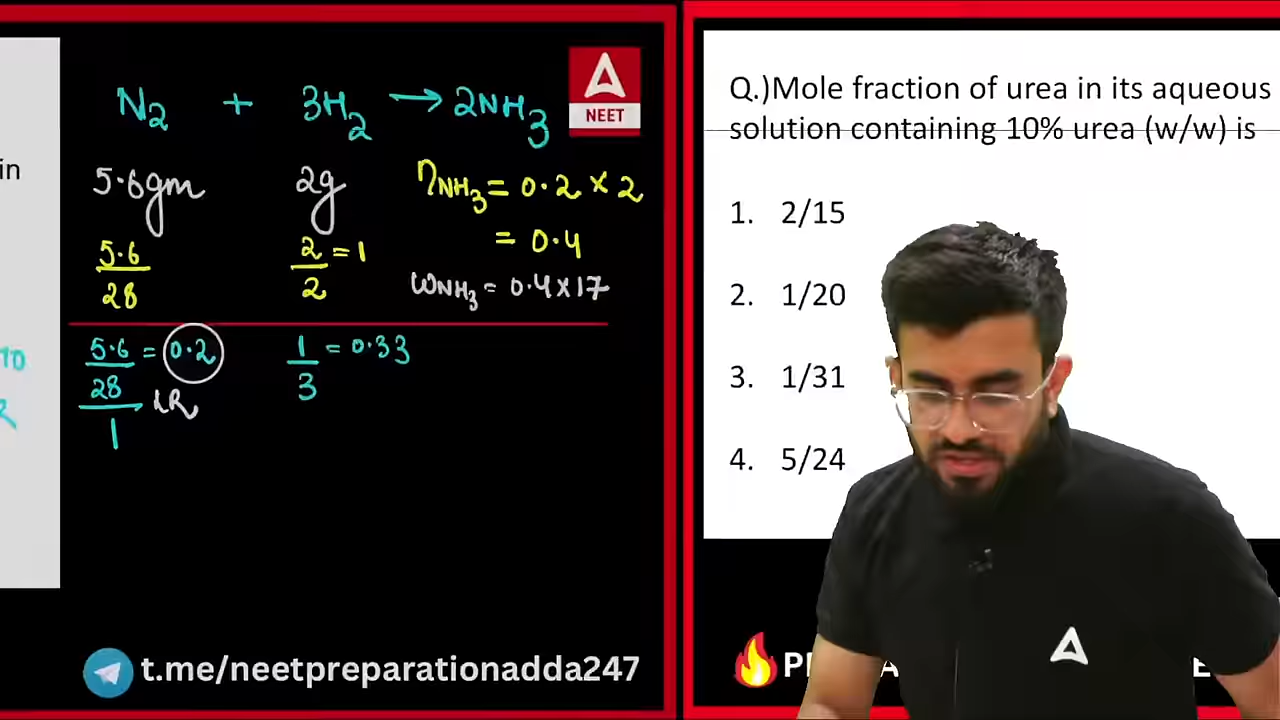 in
N2 + 3H2 → 2NH3
NEET
5.6gm 2g ηNH3 = 0.2 × 2
= 0.4
5.6/28 2/2 = 1
WNH3 = 0.4×17
5.6/28 = 0.2 1/3 = 0.33
1
LR
t.me/neetpreparationadda247
Q.)Mole fraction of urea in its aqueous
solution containing 10% urea (w/w) is
1. 2/15
2. 1/20
3. 1/31
4. 5/24